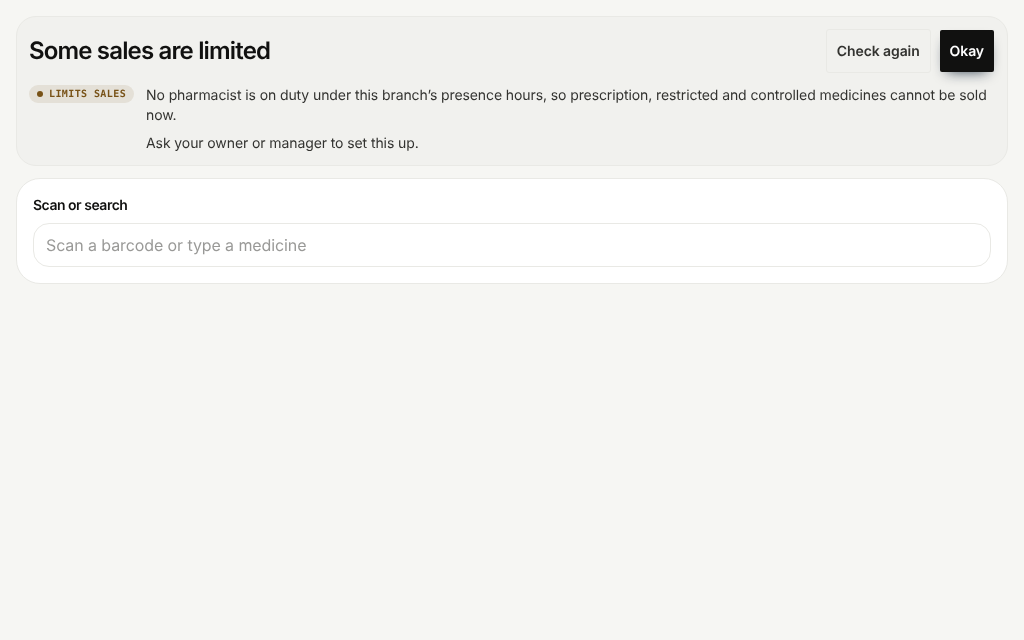 Some sales are limited
Check again
Okay
LIMITS SALES
No pharmacist is on duty under this branch’s presence hours, so prescription, restricted and controlled medicines cannot be sold
now.
Ask your owner or manager to set this up.
Scan or search
Scan a barcode or type a medicine